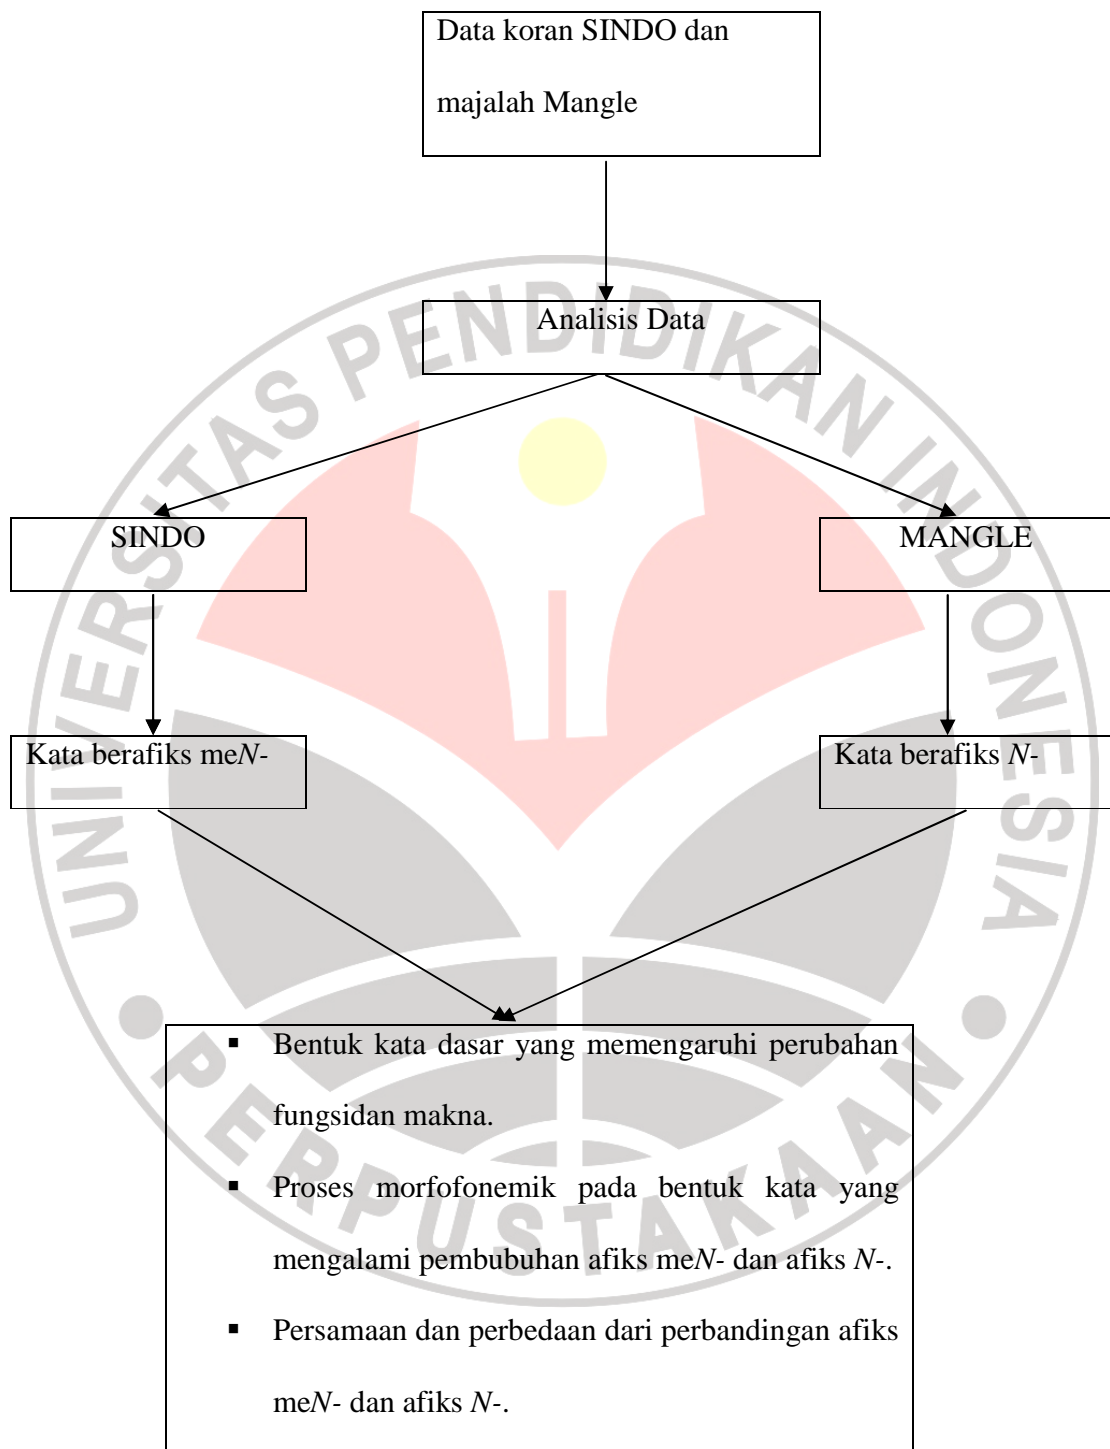 Data koran SINDO dan
majalah Mangle
Analisis Data
SINDO
MANGLE
Kata berafiks meN-
Kata berafiks N-
▪ Bentuk kata dasar yang memengaruhi perubahan
fungsidan makna.
▪ Proses morfofonemik pada bentuk kata yang
mengalami pembubuhan afiks meN- dan afiks N-.
▪ Persamaan dan perbedaan dari perbandingan afiks
meN- dan afiks N-.
UNIVERSITAS PENDIDIKAN INDONESIA
PERPUSTAKAAN